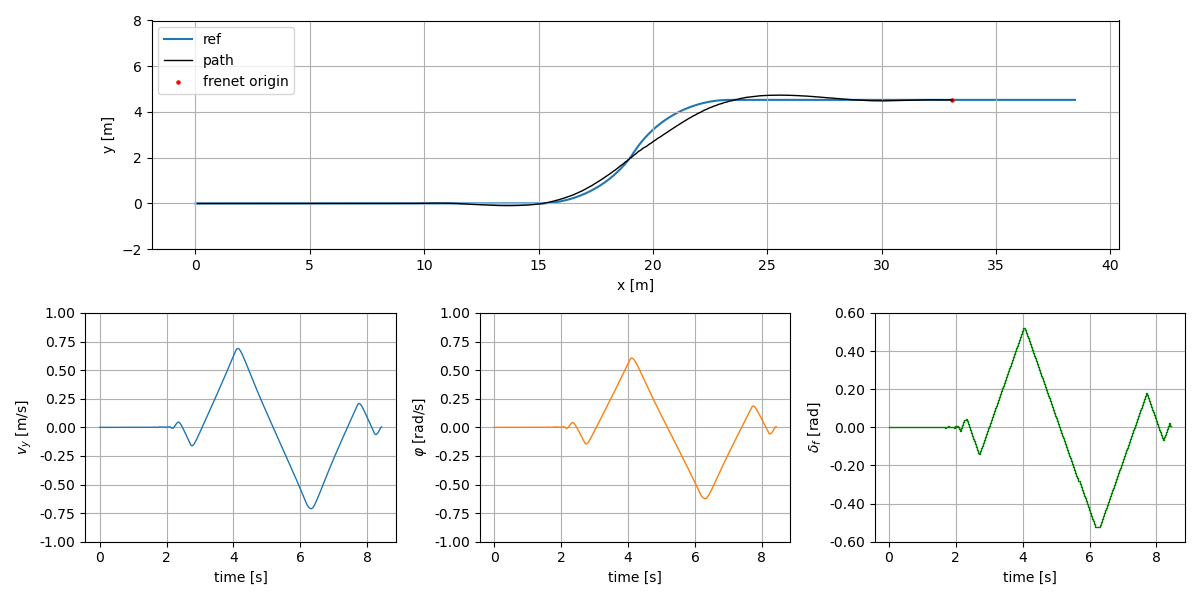 8
6
4
2
0
−2
y [m]
ref
path
frenet origin
0 5 10 15 20 25 30 35 40
x [m]
1.00
0.75
0.50
0.25
0.00
-0.25
-0.50
-0.75
-1.00
v_y [m/s]
0 2 4 6 8
time [s]
1.00
0.75
0.50
0.25
0.00
-0.25
-0.50
-0.75
-1.00
φ [rad/s]
0 2 4 6 8
time [s]
0.60
0.40
0.20
0.00
-0.20
-0.40
-0.60
δ_f [rad]
0 2 4 6 8
time [s]